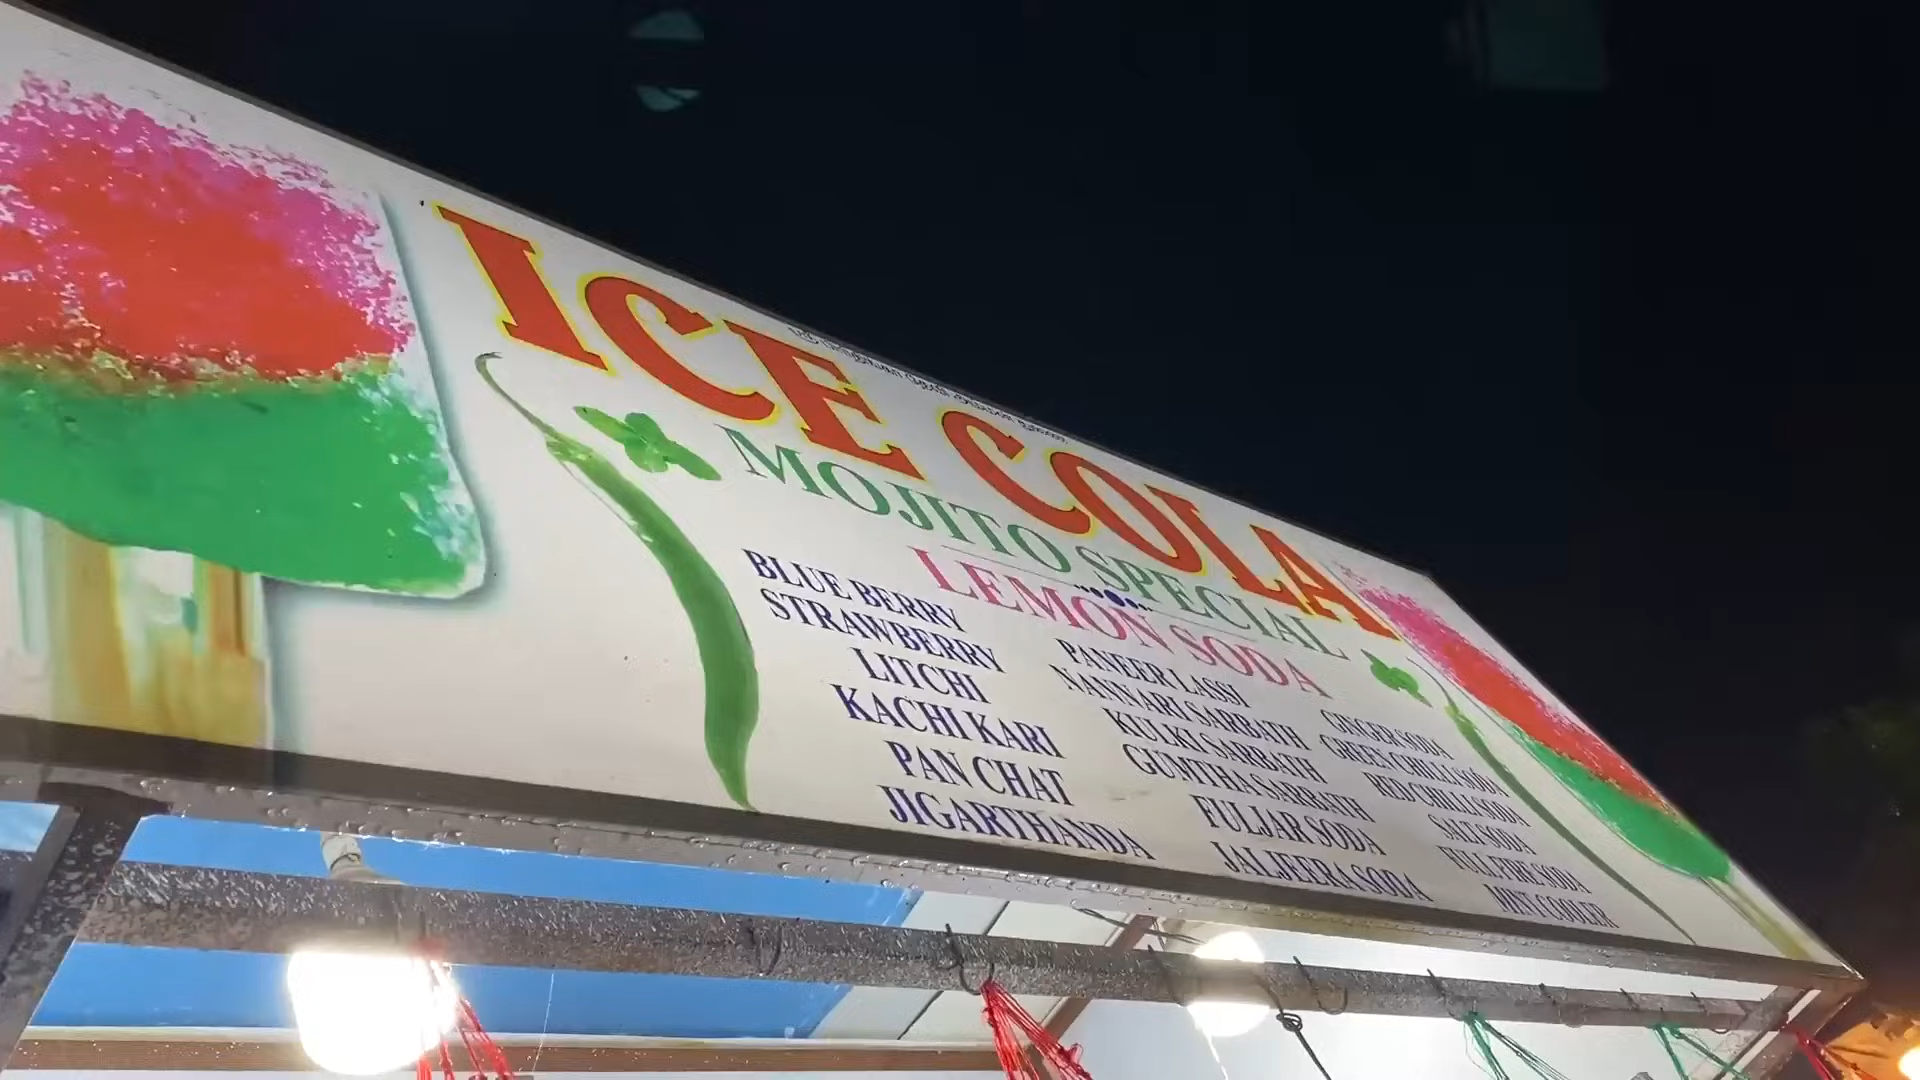 ICE COLA
MOJITO SPECIAL
LEMON SODA
BLUE BERRY
STRAWBERRY
LITCHI
KACHI KARI
PAN CHAT
JIGARTHANDA
PANEER LASSI
NANNARI SARBATH
KULKI SARBATH
GUMTHA SARBATH
FULJAR SODA
JALJEERA SODA
GINGER SODA
GREEN CHILLI SODA
RED CHILLI SODA
SALT SODA
SODA
MINT COOLER